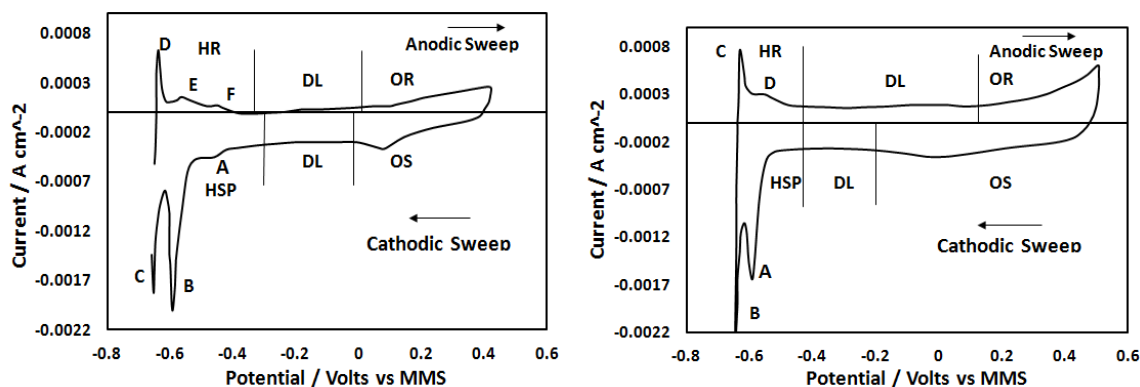 0.0008
0.0003
-0.0002
-0.0007
-0.0012
-0.0017
-0.0022
Current / A cm^-2
D
HR
E
F
DL
OR
Anodic Sweep
A
HSP
DL
OS
Cathodic Sweep
C
B
-0.8
-0.6
-0.4
-0.2
0
0.2
0.4
0.6
Potential / Volts vs MMS
0.0008
0.0003
-0.0002
-0.0007
-0.0012
-0.0017
-0.0022
Current / A cm^-2
C
HR
D
DL
OR
Anodic Sweep
HSP
DL
OS
Cathodic Sweep
A
B
-0.8
-0.6
-0.4
-0.2
0
0.2
0.4
0.6
Potential / Volts vs MMS